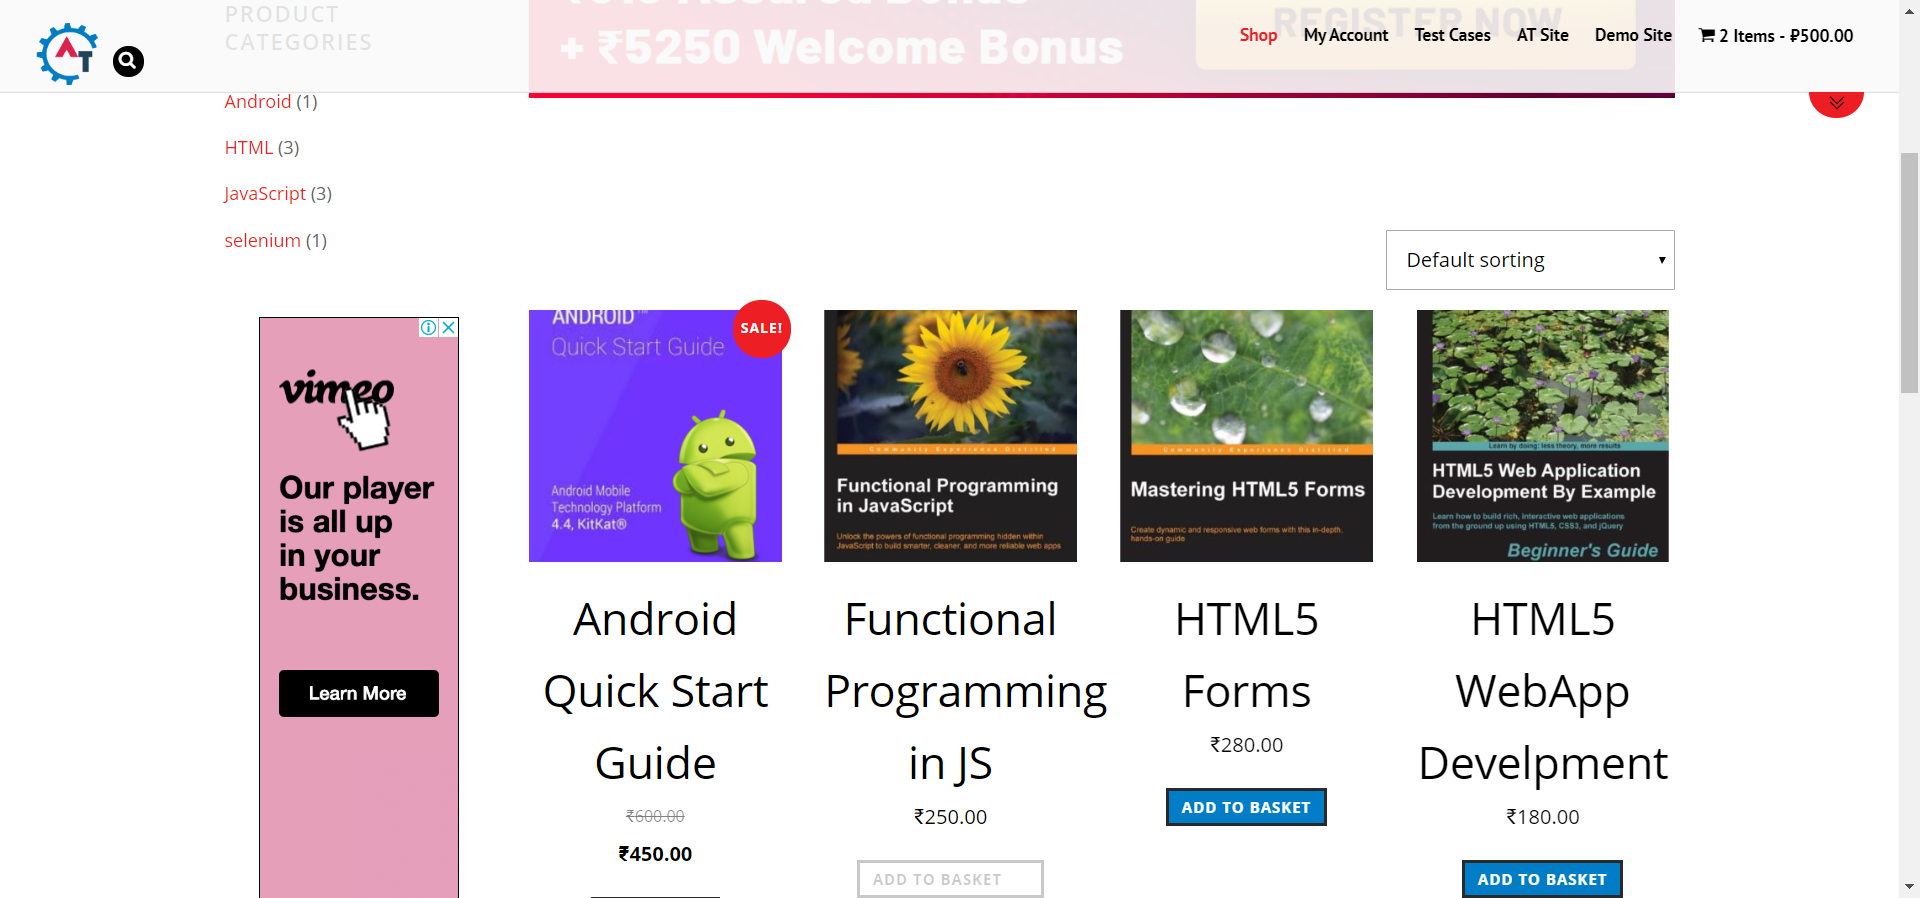 PRODUCT
CATEGORIES
+ ₹5250 Welcome Bonus
REGISTER NOW
AT
Shop
My Account
Test Cases
AT Site
Demo Site
2 Items - ₹500.00
Android (1)
HTML (3)
JavaScript (3)
selenium (1)
Default sorting
vimeo
Our player
is all up
in your
business.
Learn More
ANDROID™
Quick Start Guide
SALE!
Android Mobile
Technology Platform
4.4, KitKat®
Community Experience Distilled
Functional Programming
in JavaScript
Unlock the powers of functional programming hidden within
JavaScript to build smarter, cleaner, and more reliable web apps
Community Experience Distilled
Mastering HTML5 Forms
Create dynamic and responsive web forms with this in-depth,
hands-on guide
Learn by doing: less theory, more results
HTML5 Web Application
Development By Example
Learn how to build rich, interactive web applications
from the ground up using HTML5, CSS3, and jQuery
Beginner's Guide
Android
Quick Start
Guide
₹600.00
₹450.00
Functional
Programming
in JS
₹250.00
ADD TO BASKET
HTML5
Forms
₹280.00
ADD TO BASKET
HTML5
WebApp
Develpment
₹180.00
ADD TO BASKET